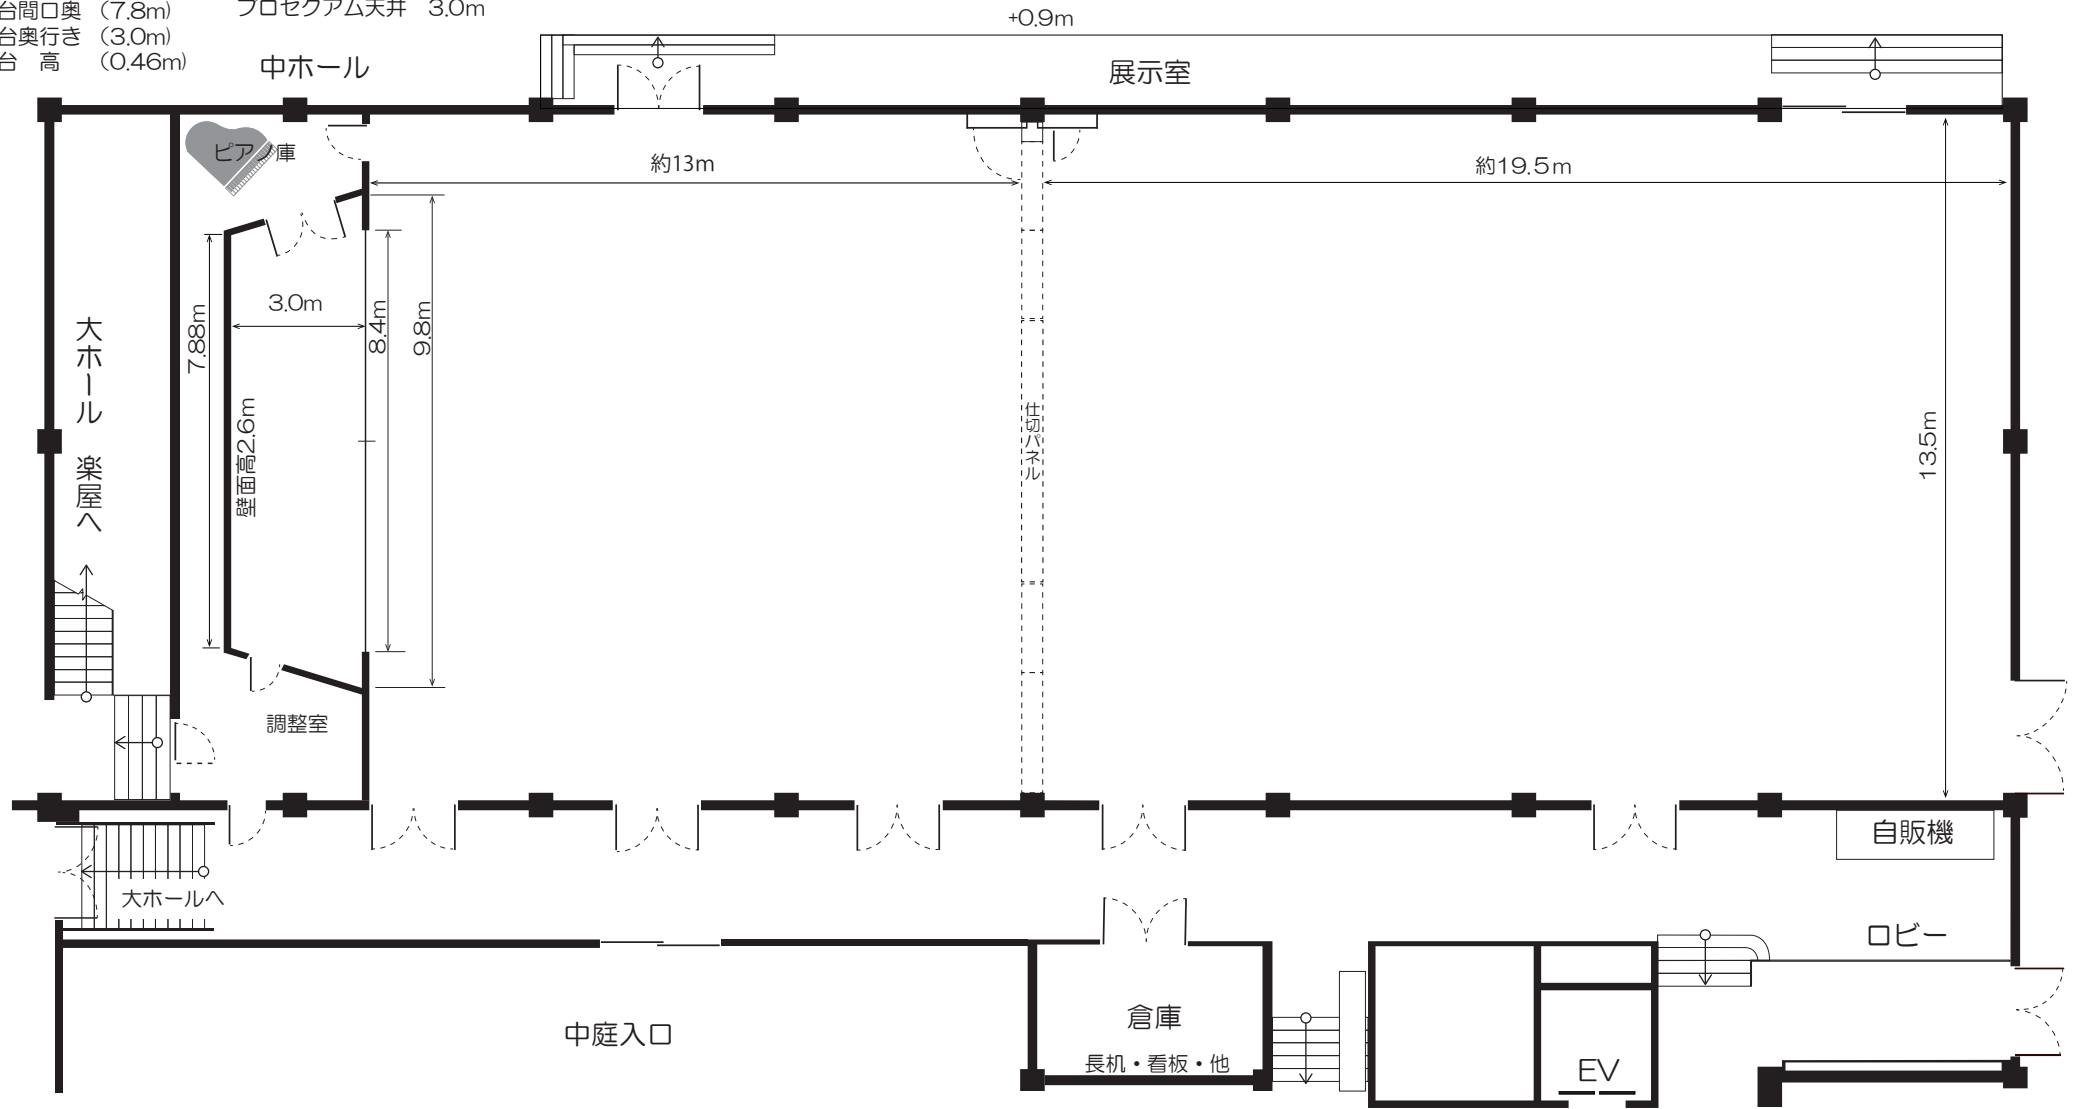 台間口奥 (7.8m)
台奥行き (3.0m)
台 高 (0.46m)
プロセクアム天井 3.0m
+0.9m
中ホール
展示室
ピアノ庫
約13m
約19.5m
3.0m
7.88m
8.4m
9.8m
壁面高2.6m
大ホール 楽屋へ
仕切パネル
13.5m
調整室
大ホールへ
自販機
ロビー
中庭入口
倉庫
長机・看板・他
EV